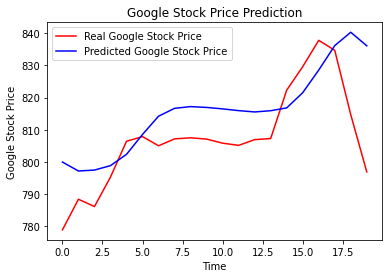 Google Stock Price Prediction
Real Google Stock Price
Predicted Google Stock Price
Google Stock Price
840
830
820
810
800
790
780
0.0 2.5 5.0 7.5 10.0 12.5 15.0 17.5
Time